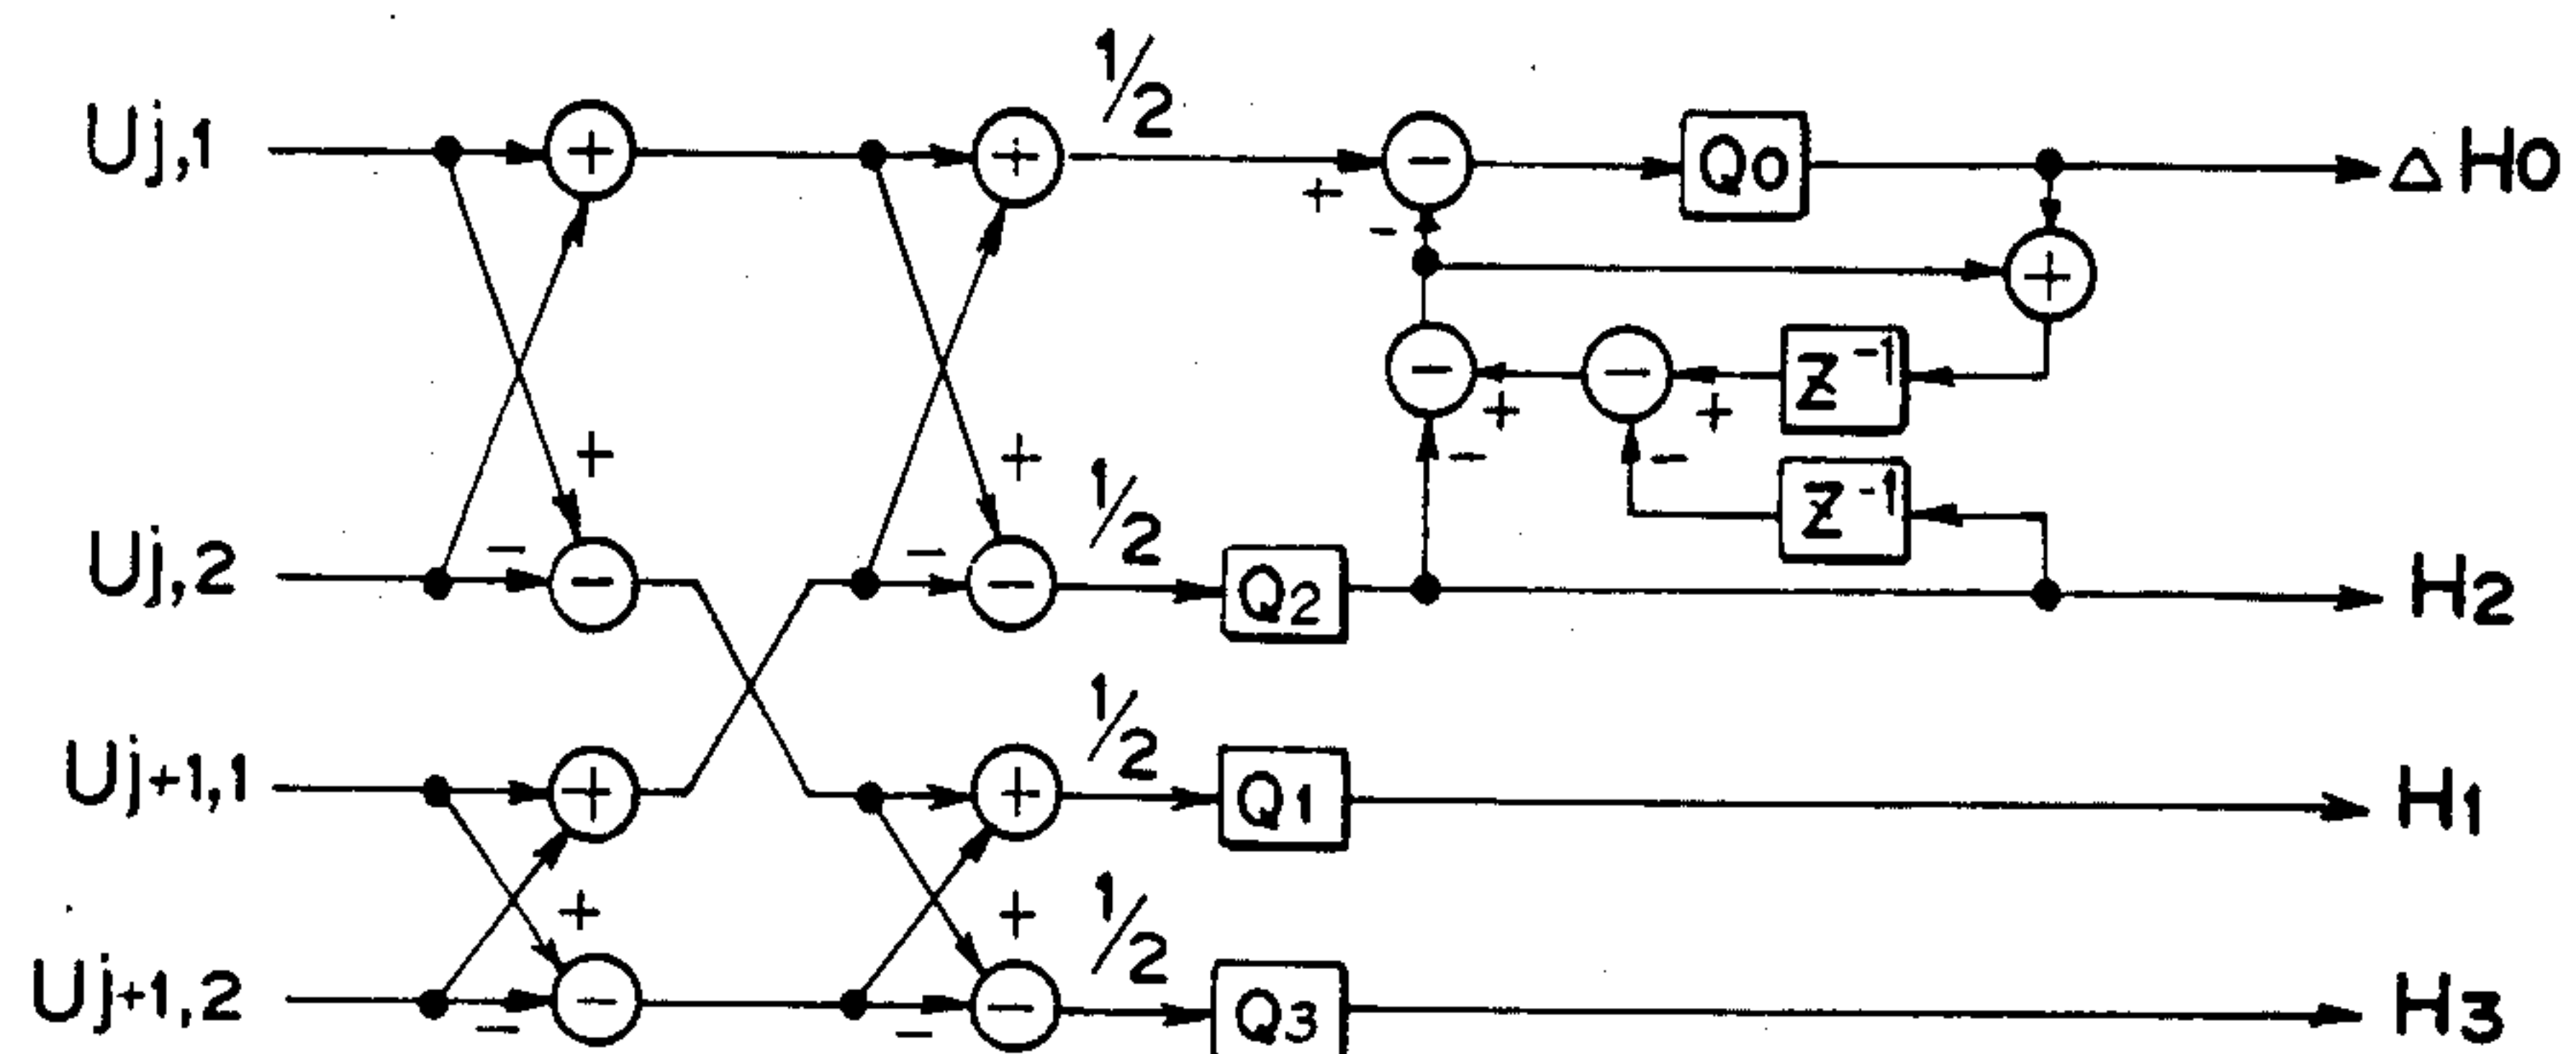 1/2
Uj,1
+
+
-
Q0
ΔH0
+
-
+
-
+
-
Z⁻¹
+
+
-
+
+
-
Z⁻¹
Uj,2
-
-
-
-
1/2
Q2
H2
1/2
Uj+1,1
+
+
Q1
H1
+
+
1/2
Uj+1,2
-
-
-
-
Q3
H3